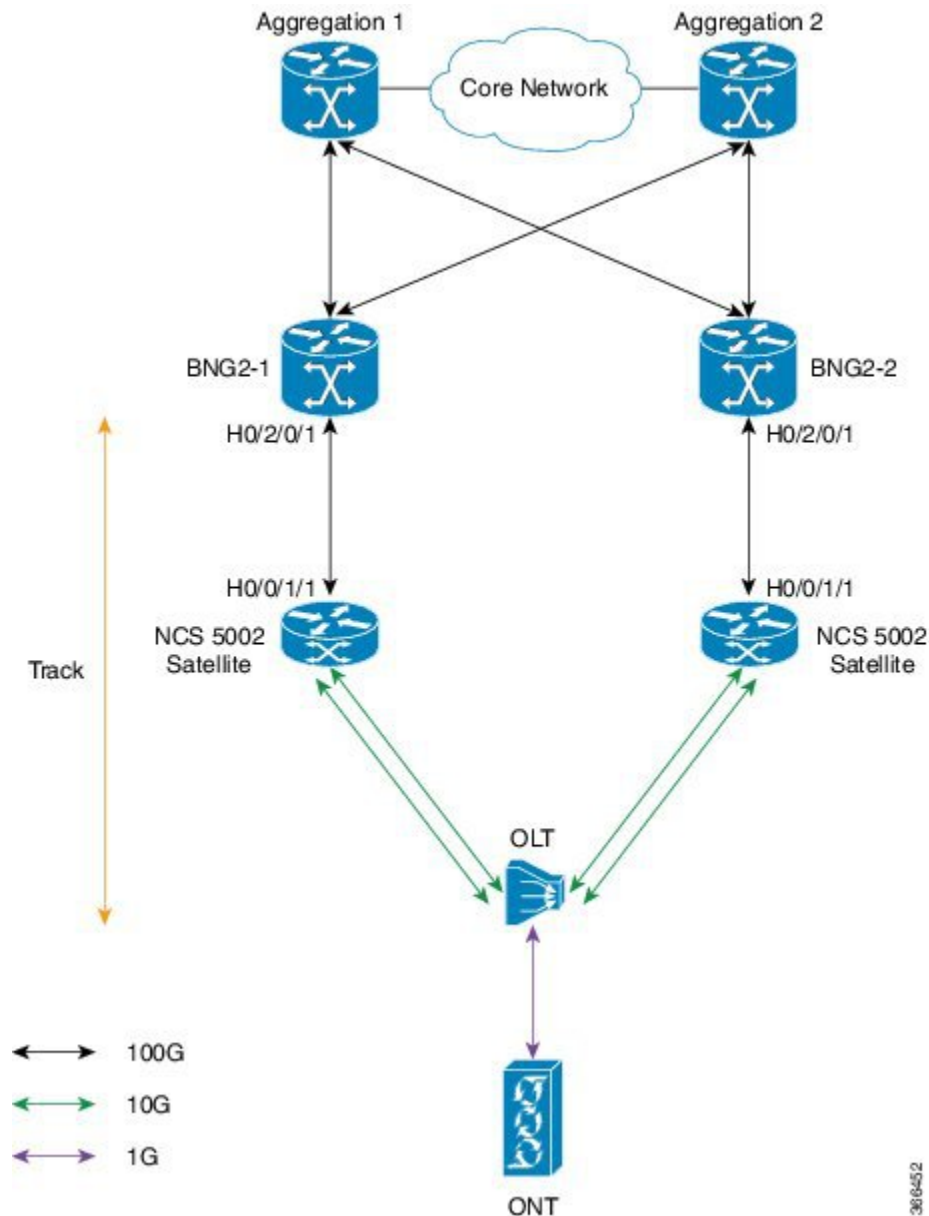 Aggregation 1
Aggregation 2
Core Network
BNG2-1
BNG2-2
H0/2/0/1
H0/2/0/1
H0/0/1/1
H0/0/1/1
NCS 5002
Satellite
NCS 5002
Satellite
Track
OLT
100G
10G
1G
ONT
366452